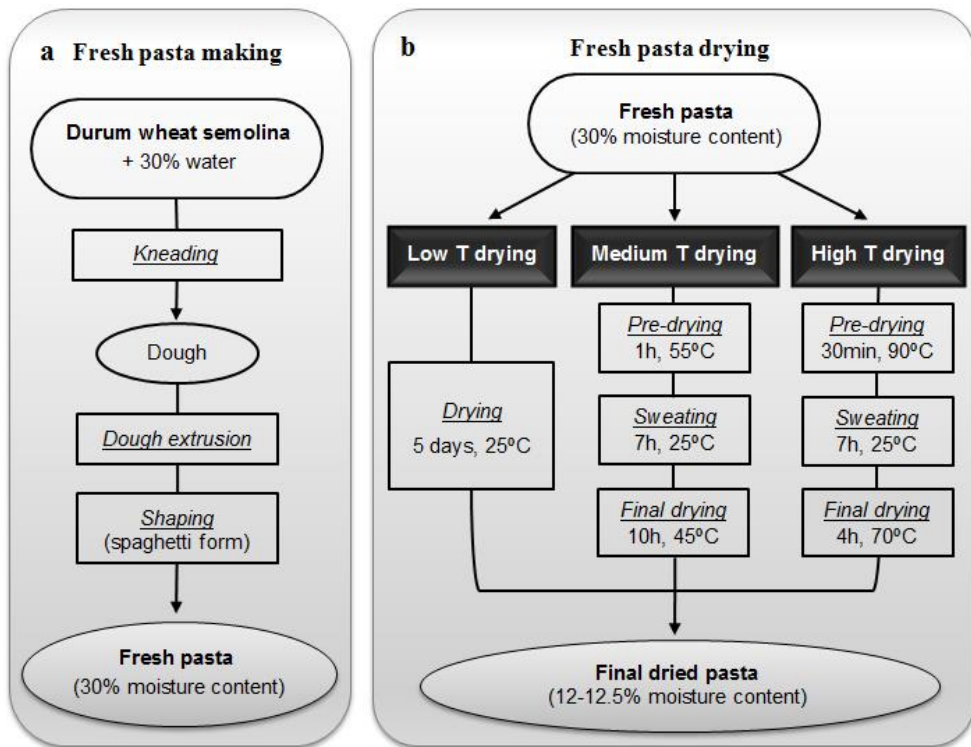 a Fresh pasta making
Durum wheat semolina
+ 30% water
Kneading
Dough
Dough extrusion
Shaping
(spaghetti form)
Fresh pasta
(30% moisture content)
b Fresh pasta drying
Fresh pasta
(30% moisture content)
Low T drying
Medium T drying
High T drying
Drying
5 days, 25ºC
Pre-drying
1h, 55ºC
Sweating
7h, 25ºC
Final drying
10h, 45ºC
Pre-drying
30min, 90ºC
Sweating
7h, 25ºC
Final drying
4h, 70ºC
Final dried pasta
(12-12.5% moisture content)